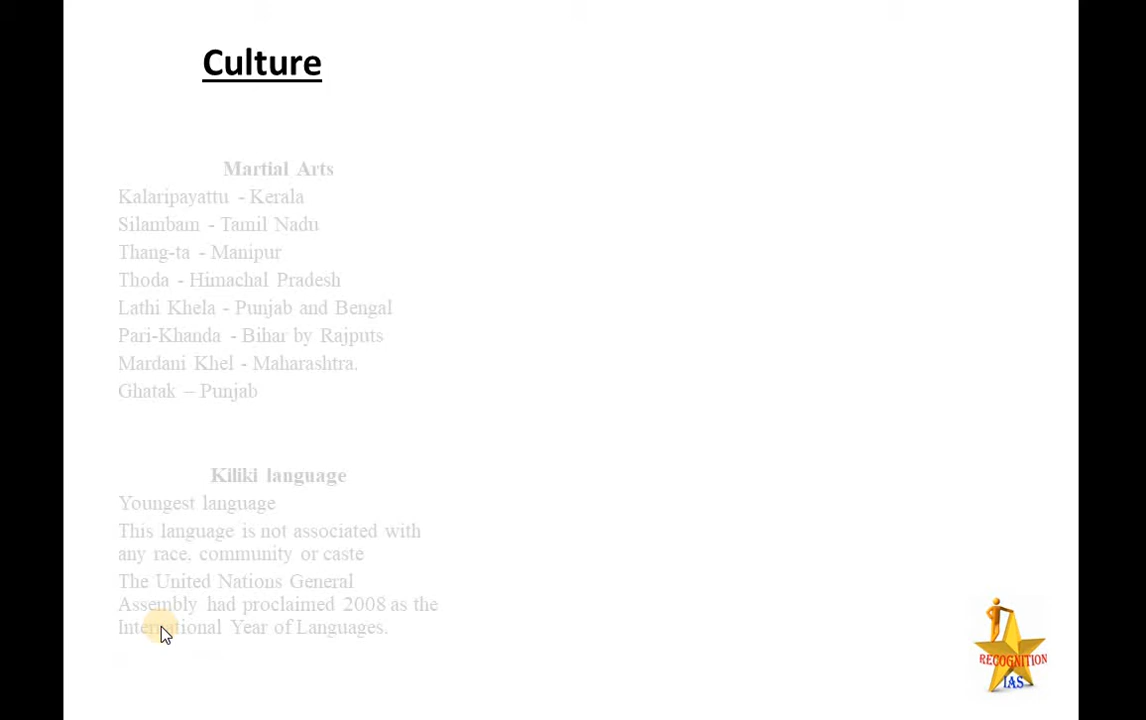 Culture
Martial Arts
Kalaripayattu - Kerala
Silambam - Tamil Nadu
Thang-ta - Manipur
Thoda - Himachal Pradesh
Lathi Khela - Punjab and Bengal
Pari-Khanda - Bihar by Rajputs
Mardani Khel - Maharashtra.
Ghatak – Punjab
Kiliki language
Youngest language
This language is not associated with
any race, community or caste
The United Nations General
Assembly had proclaimed 2008 as the
International Year of Languages.
RECOGNITION
IAS